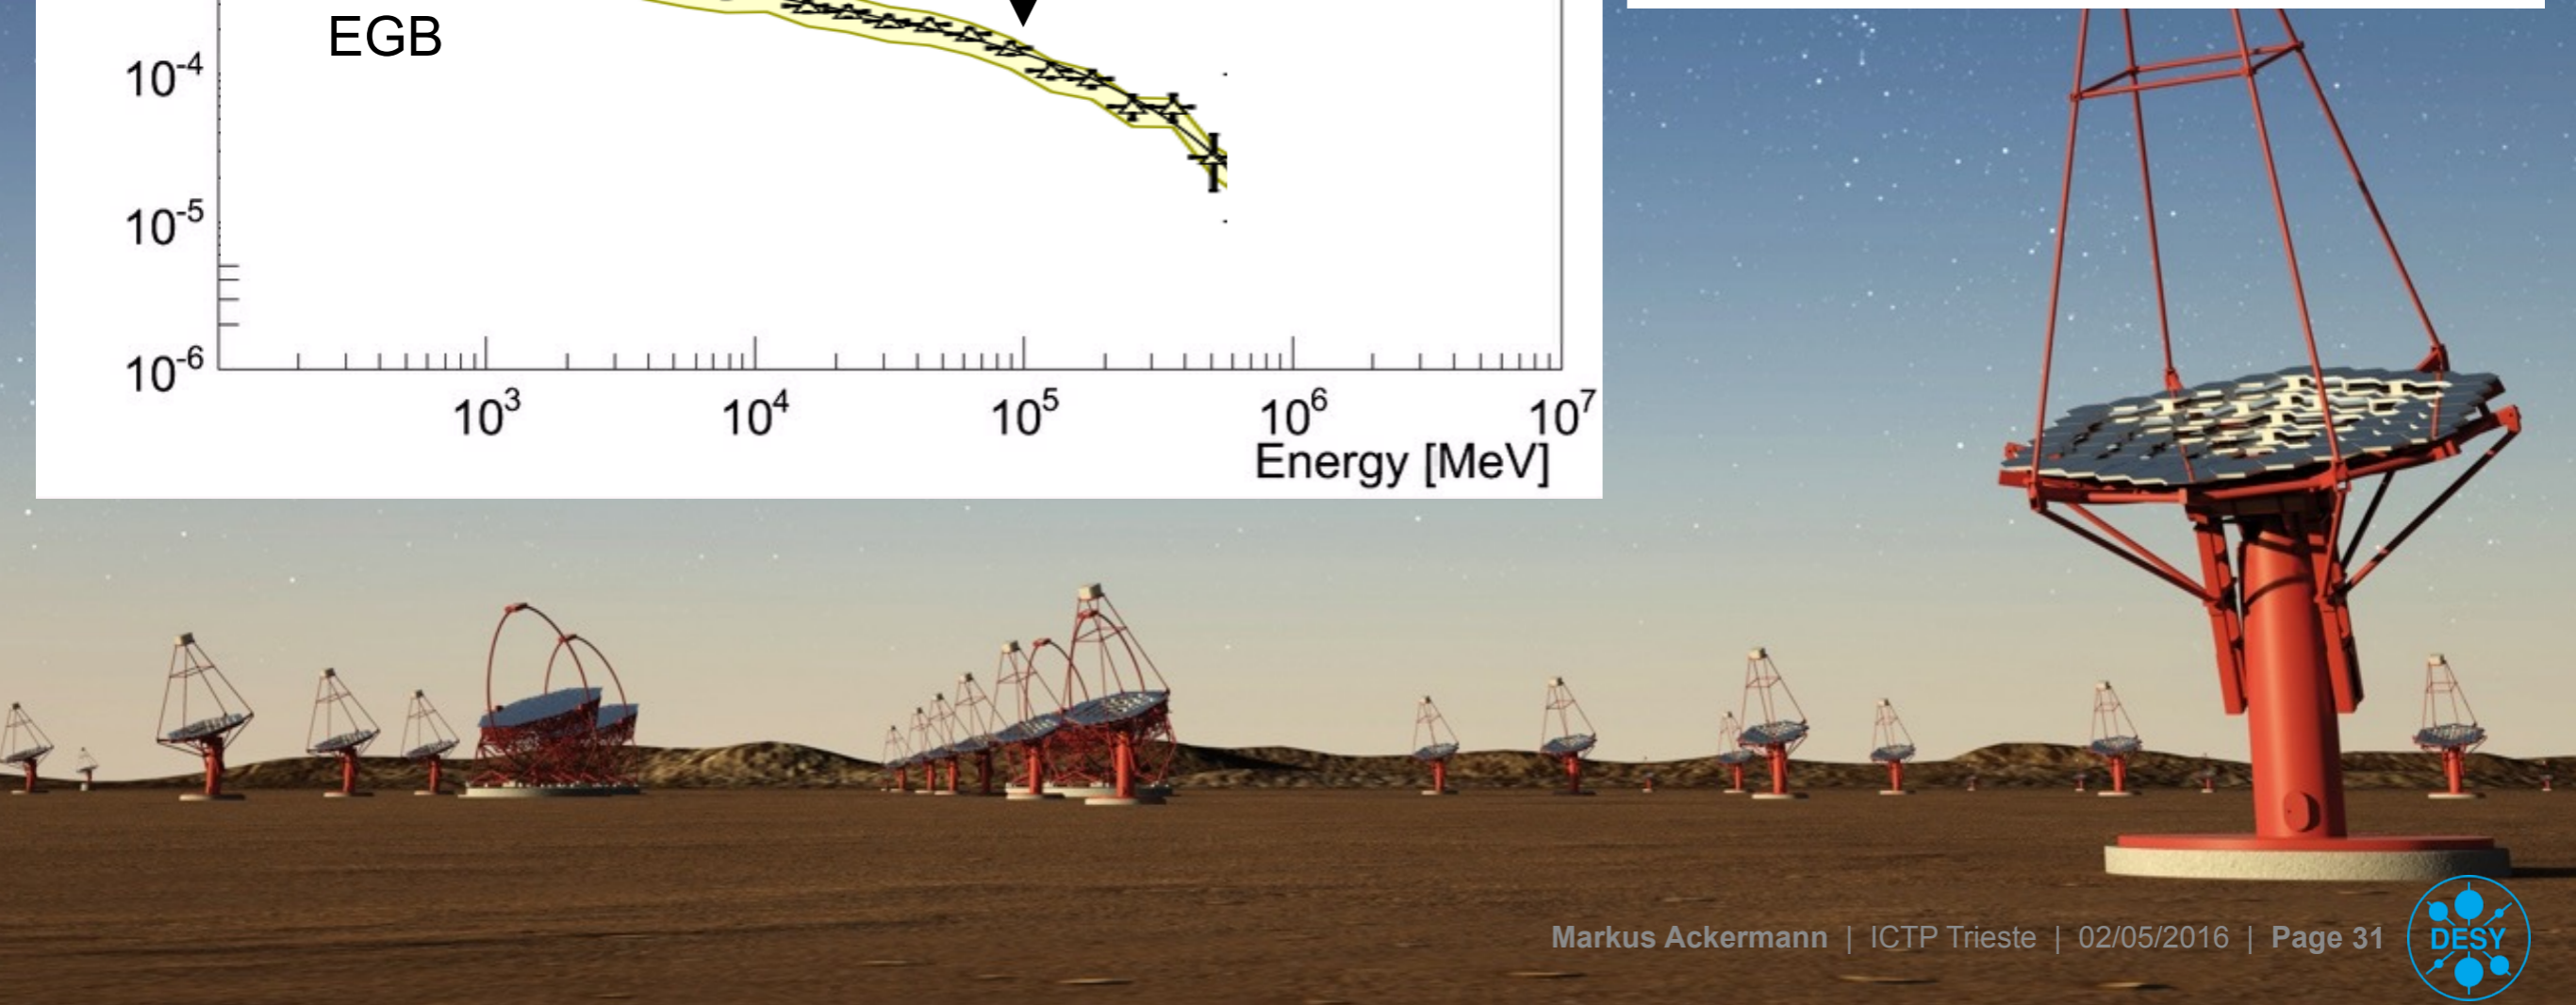 EGB
10-4
10-5
10-6
103 104 105 106 107
Energy [MeV]
Markus Ackermann | ICTP Trieste | 02/05/2016 | Page 31
DESY